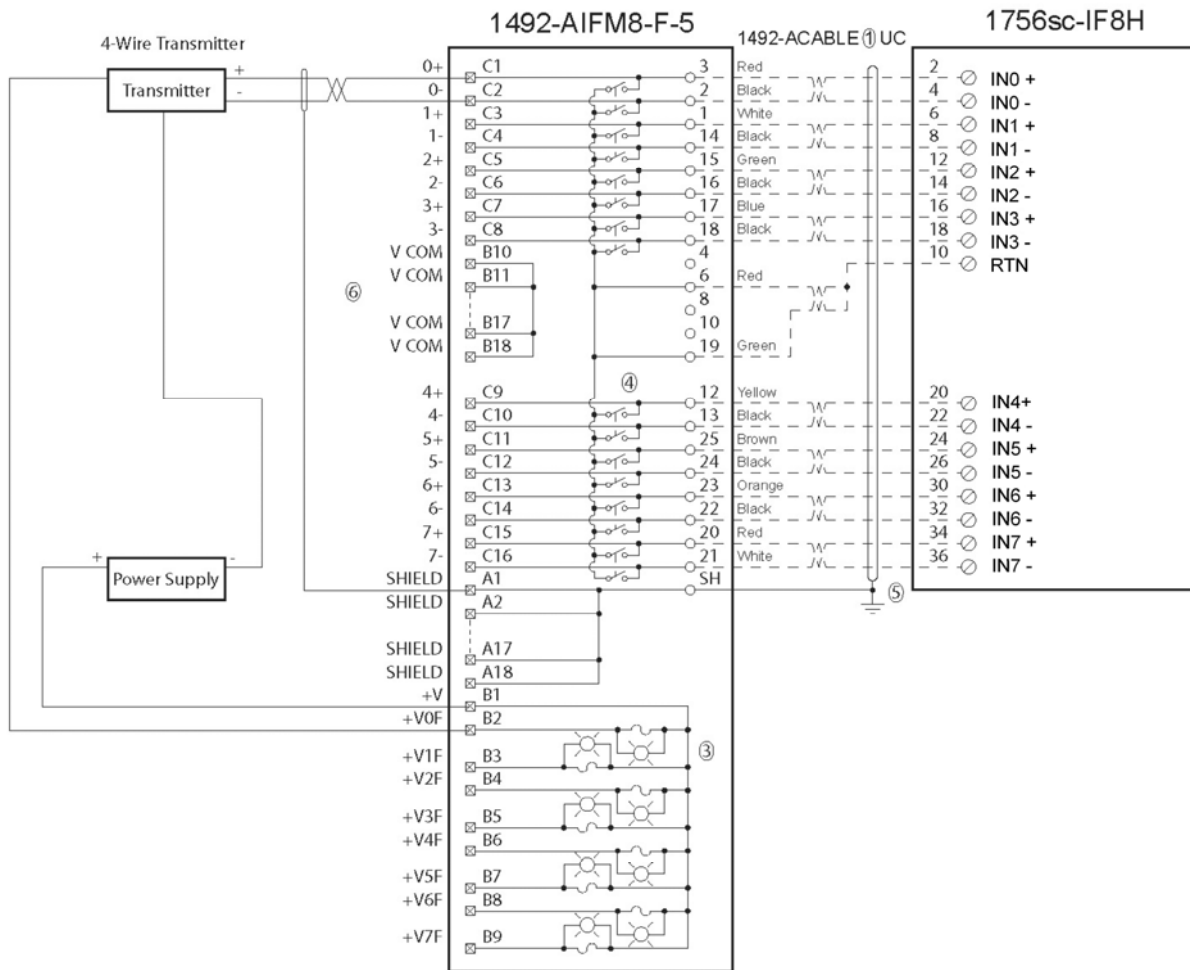 1492-AIFM8-F-5
1492-ACABLE ① UC
1756sc-IF8H
4-Wire Transmitter
Transmitter
+
-
0+ C1 3 Red 2 IN0 +
0- C2 2 Black 4 IN0 -
1+ C3 1 White 6 IN1 +
1- C4 14 Black 8 IN1 -
2+ C5 15 Green 12 IN2 +
2- C6 16 Black 14 IN2 -
3+ C7 17 Blue 16 IN3 +
3- C8 18 Black 18 IN3 -
V COM B10 4 10 RTN
V COM B11 6 Red
⑥
8
V COM B17 10
V COM B18 19 Green
④
4+ C9 12 Yellow 20 IN4+
4- C10 13 Black 22 IN4 -
5+ C11 25 Brown 24 IN5 +
5- C12 24 Black 26 IN5 -
6+ C13 23 Orange 30 IN6 +
6- C14 22 Black 32 IN6 -
7+ C15 20 Red 34 IN7 +
7- C16 21 White 36 IN7 -
+ -
Power Supply
SHIELD A1 SH
⑤
SHIELD A2
SHIELD A17
SHIELD A18
+V B1
+V0F B2
③
+V1F B3
+V2F B4
+V3F B5
+V4F B6
+V5F B7
+V6F B8
+V7F B9